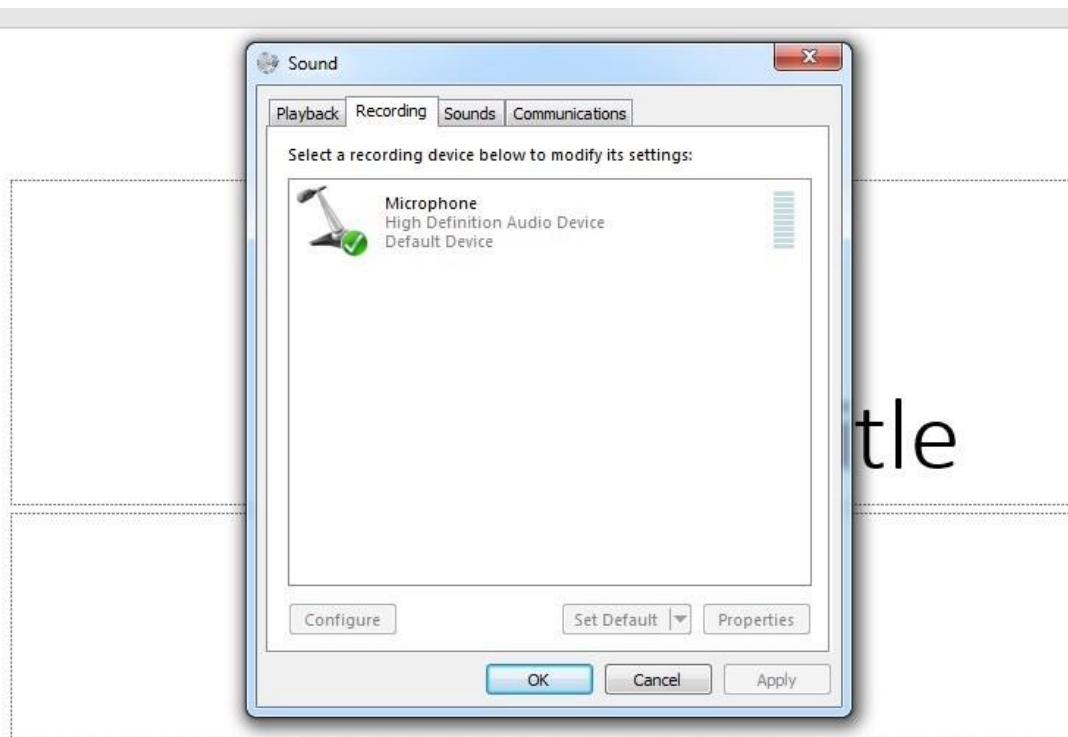 Sound
x
Playback Recording Sounds Communications
Select a recording device below to modify its settings:
Microphone
High Definition Audio Device
Default Device
itle
Configure Set Default Properties
OK Cancel Apply